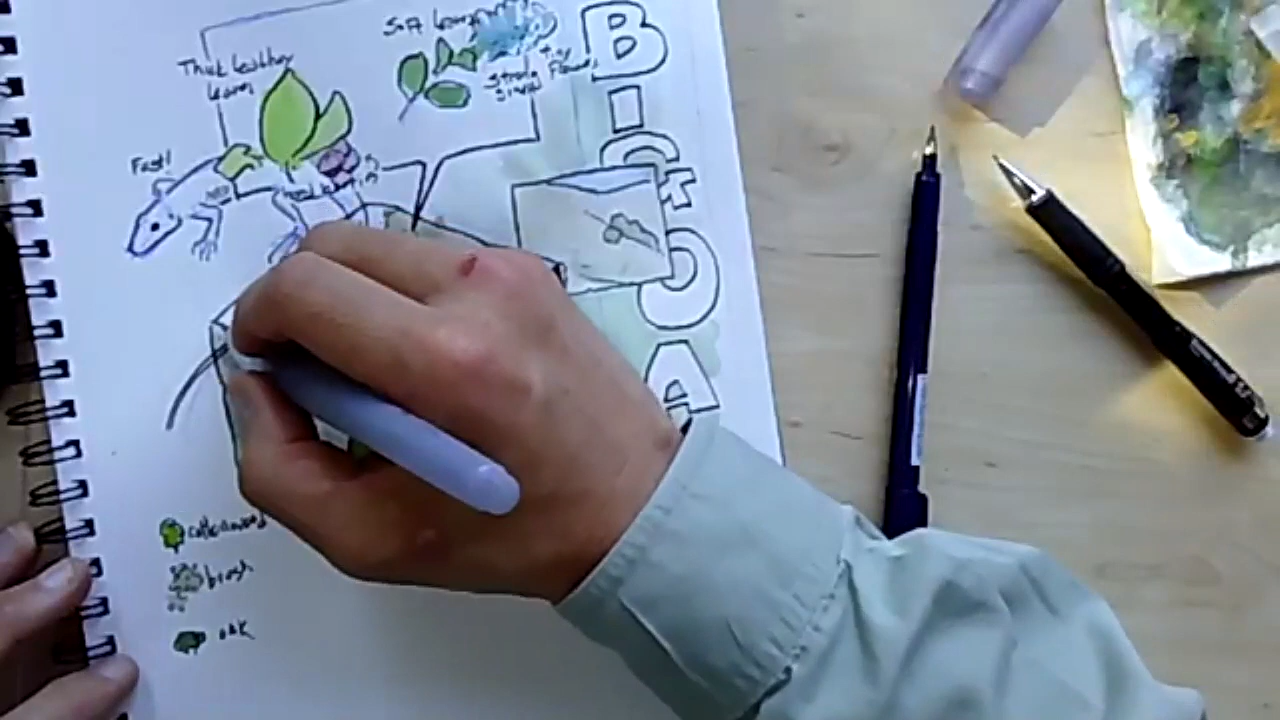 Thick leathery
leaves
Soft leaves
tiny
flowers
strong
smell
Fast!
B
I
C
O
A
cottonwood
brush
oak